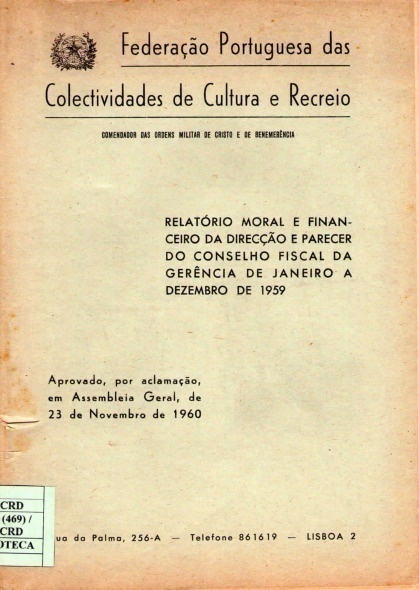 Federação Portuguesa das
Colectividades de Cultura e Recreio
COMENDADOR DAS ORDENS MILITAR DE CRISTO E DE BENEMERÊNCIA
RELATÓRIO MORAL E FINAN-
CEIRO DA DIRECÇÃO E PARECER
DO CONSELHO FISCAL DA
GERÊNCIA DE JANEIRO A
DEZEMBRO DE 1959
Aprovado, por aclamação,
em Assembleia Geral, de
23 de Novembro de 1960
CRD
(469) /
CRD
OTECA
ua da Palma, 256-A — Telefone 861619 — LISBOA 2